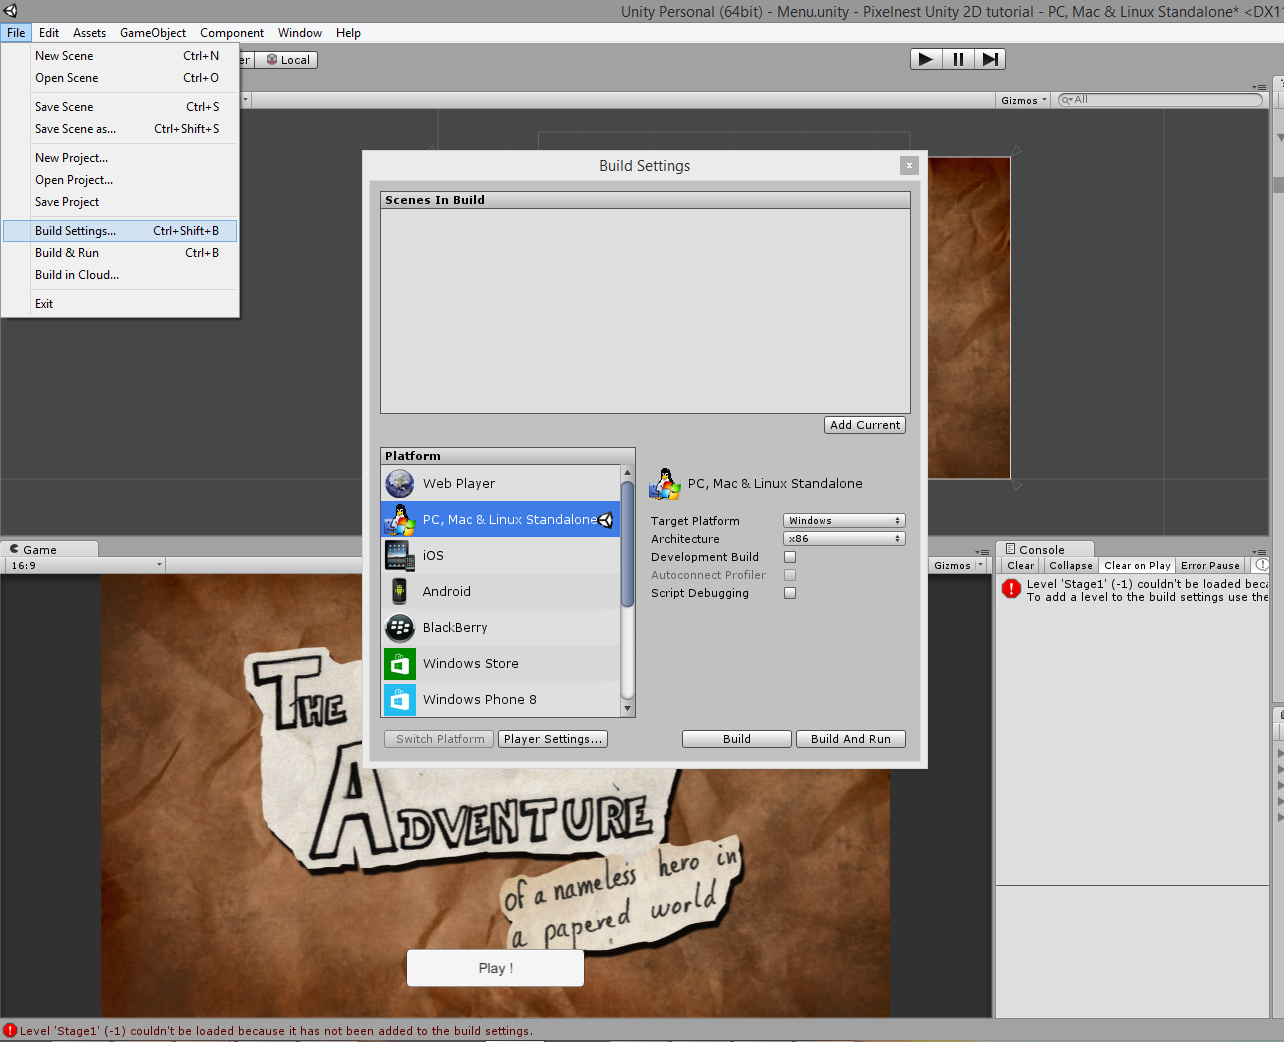 Unity Personal (64bit) - Menu.unity - Pixelnest Unity 2D tutorial - PC, Mac & Linux Standalone* <DX11
File Edit Assets GameObject Component Window Help
New Scene Ctrl+N
Open Scene Ctrl+O
Save Scene Ctrl+S
Save Scene as... Ctrl+Shift+S
New Project...
Open Project...
Save Project
Build Settings... Ctrl+Shift+B
Build & Run Ctrl+B
Build in Cloud...
Exit
er Local
Gizmos All
Build Settings
x
Scenes In Build
Add Current
Platform
Web Player
PC, Mac & Linux Standalone
iOS
Android
BlackBerry
Windows Store
Windows Phone 8
Switch Platform Player Settings...
PC, Mac & Linux Standalone
Target Platform Windows
Architecture x86
Development Build
Autoconnect Profiler
Script Debugging
Build Build And Run
Game
16:9
Gizmos
THE
ADVENTURE
of a nameless hero in
a papered world
Play !
Console
Clear Collapse Clear on Play Error Pause
Level 'Stage1' (-1) couldn't be loaded beca
To add a level to the build settings use the
Level 'Stage1' (-1) couldn't be loaded because it has not been added to the build settings.